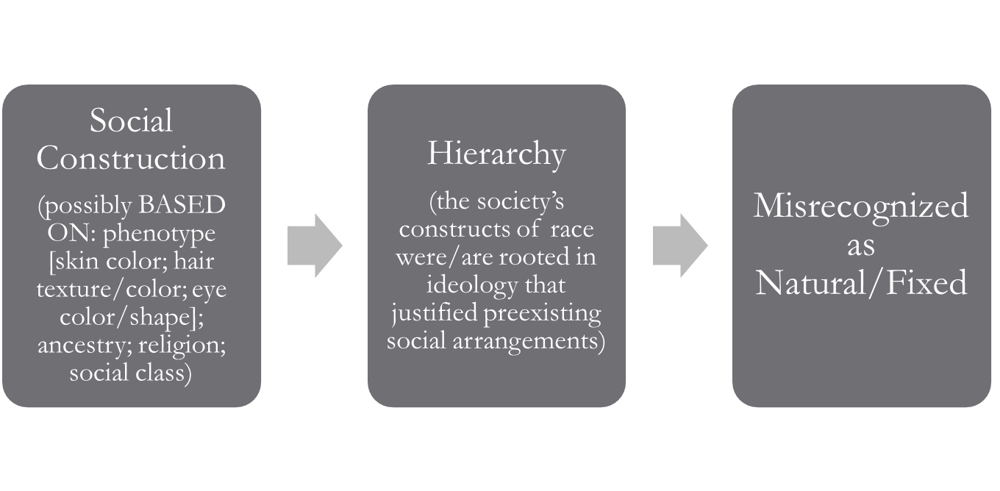 Social
Construction
(possibly BASED
ON: phenotype
[skin color; hair
texture/color; eye
color/shape];
ancestry; religion;
social class)
Hierarchy
(the society’s
constructs of race
were/are rooted in
ideology that
justified preexisting
social arrangements)
Misrecognized
as
Natural/Fixed